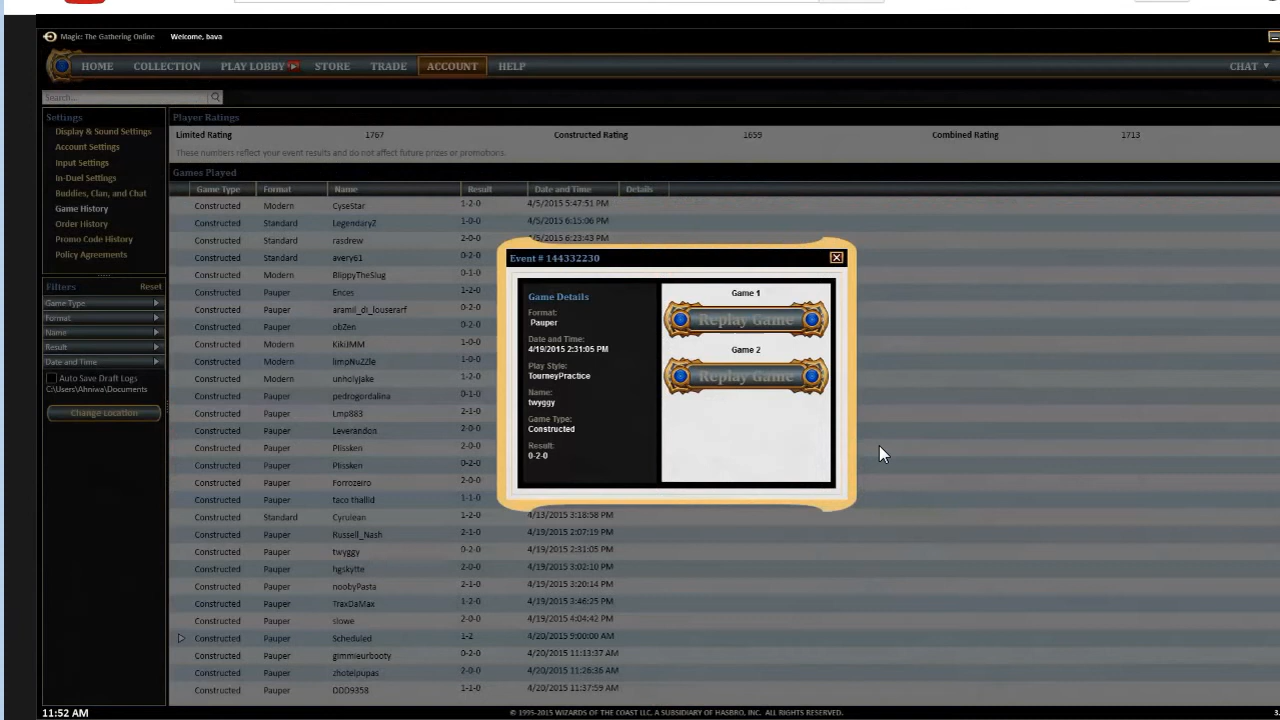 Magic: The Gathering Online Welcome, bava
HOME COLLECTION PLAY LOBBY STORE TRADE ACCOUNT HELP CHAT
Search...
Settings
Display & Sound Settings
Account Settings
Input Settings
In-Duel Settings
Buddies, Clan, and Chat
Game History
Order History
Promo Code History
Policy Agreements
Filters Reset
Game Type
Format
Name
Result
Date and Time
Auto Save Draft Logs
C:\Users\Ahniwa\Documents
Change Location
Player Ratings
Limited Rating 1767 Constructed Rating 1659 Combined Rating 1713
These numbers reflect your event results and do not affect future prizes or promotions.
Games Played
Game Type Format Name Result Date and Time Details
Constructed Modern CyseStar 1-2-0 4/5/2015 5:47:51 PM
Constructed Standard LegendaryZ 1-0-0 4/5/2015 6:15:06 PM
Constructed Standard rasdrew 2-0-0 4/5/2015 6:23:43 PM
Constructed Standard avery61 0-2-0
Constructed Modern BlippyTheSlug 0-1-0
Constructed Pauper Ences 1-2-0
Constructed Pauper aramil_di_louserarf 0-2-0
Constructed Pauper obZen 0-2-0
Constructed Modern KikiJMM 1-0-0
Constructed Modern limpNuZZle 1-0-0
Constructed Modern unholyjake 1-2-0
Constructed Pauper pedrogordalina 0-1-0
Constructed Pauper Lmp883 2-1-0
Constructed Pauper Leverandon 2-0-0
Constructed Pauper Plissken 2-0-0
Constructed Pauper Plissken 0-2-0
Constructed Pauper Forrozeiro 2-0-0
Constructed Pauper taco thallid 1-1-0
Constructed Standard Cyrulean 1-2-0 4/13/2015 3:18:58 PM
Constructed Pauper Russell_Nash 2-1-0 4/19/2015 2:07:19 PM
Constructed Pauper twyggy 0-2-0 4/19/2015 2:31:05 PM
Constructed Pauper hgskytte 2-0-0 4/19/2015 3:02:10 PM
Constructed Pauper noobyPasta 2-1-0 4/19/2015 3:20:14 PM
Constructed Pauper TraxDaMax 1-2-0 4/19/2015 3:46:25 PM
Constructed Pauper slowe 2-0-0 4/19/2015 4:04:42 PM
Constructed Pauper Scheduled 1-2 4/20/2015 9:00:00 AM
Constructed Pauper gimmieurbooty 0-2-0 4/20/2015 11:13:37 AM
Constructed Pauper zhotelpupas 2-0-0 4/20/2015 11:26:36 AM
Constructed Pauper DDD9358 1-1-0 4/20/2015 11:37:59 AM
Event # 144332230
Game Details
Format:
Pauper
Date and Time:
4/19/2015 2:31:05 PM
Play Style:
TourneyPractice
Name:
twyggy
Game Type:
Constructed
Result:
0-2-0
Game 1
Replay Game
Game 2
Replay Game
11:52 AM © 1995-2015 WIZARDS OF THE COAST LLC. A SUBSIDIARY OF HASBRO, INC. ALL RIGHTS RESERVED. 3.